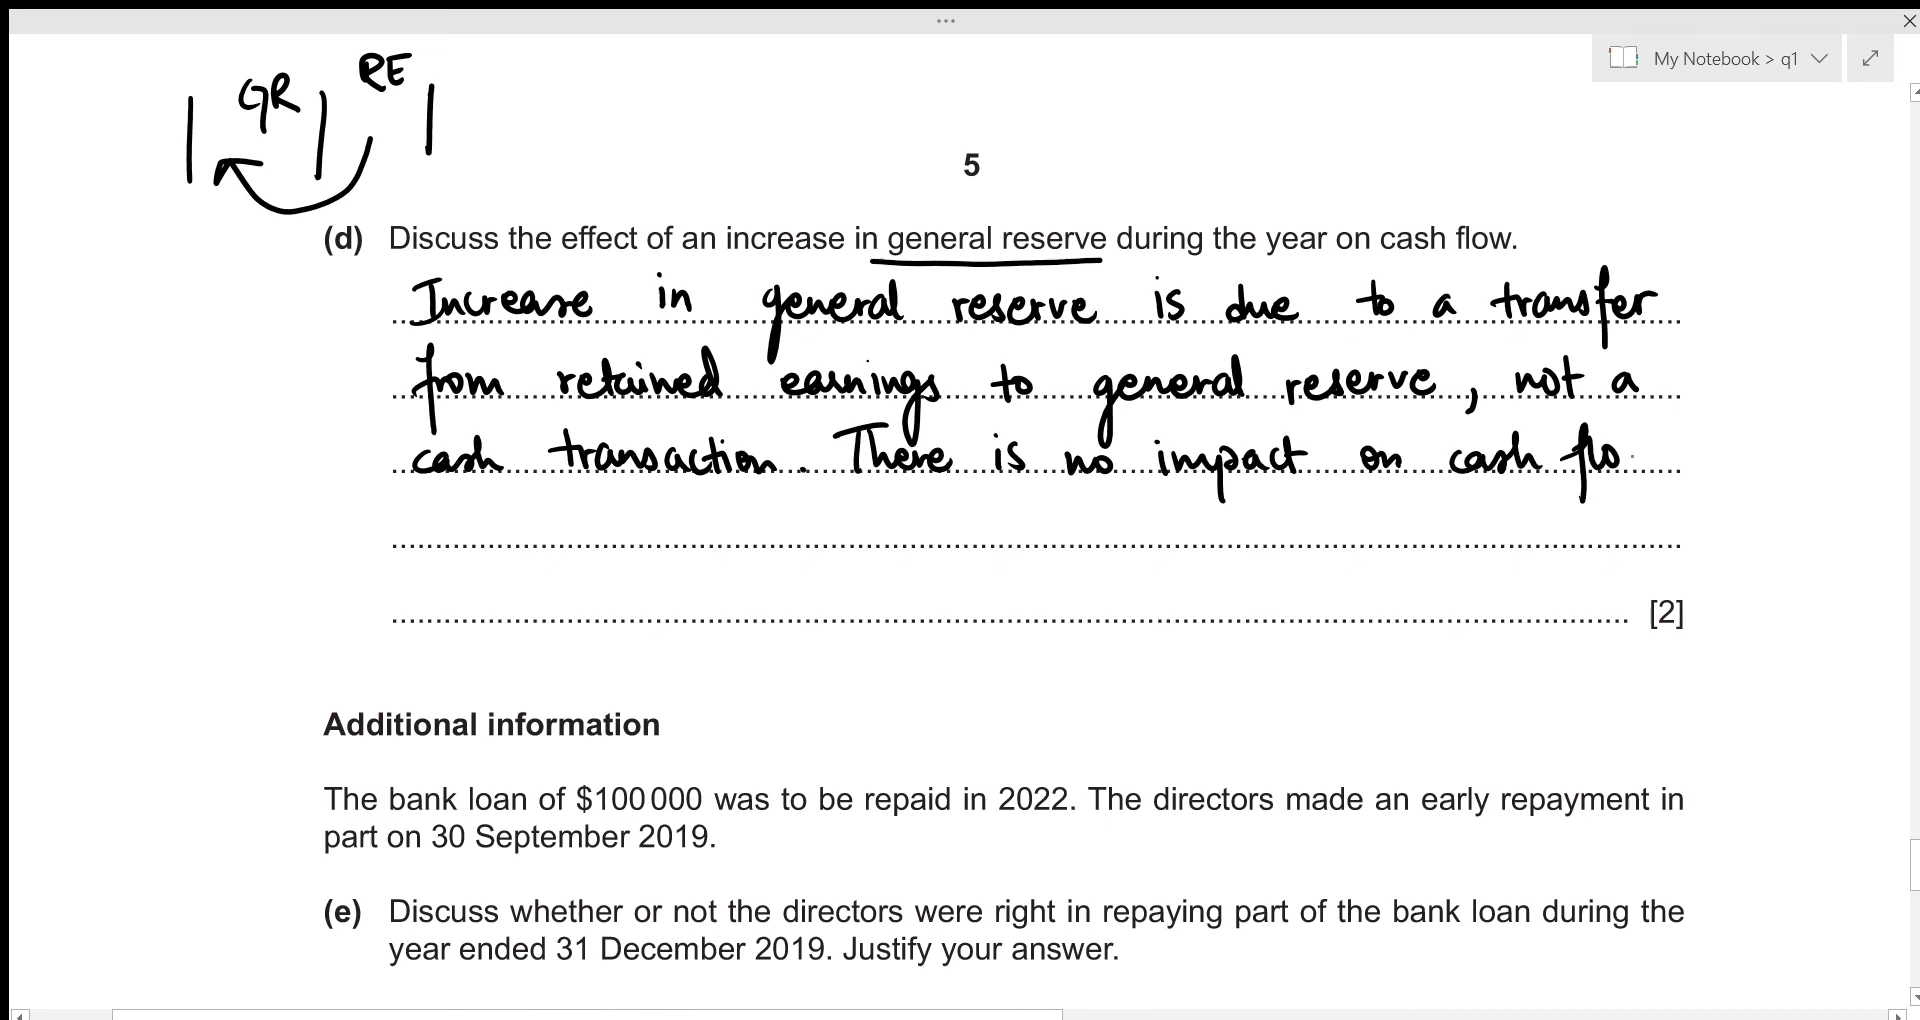 My Notebook > q1
GR RE
5
(d) Discuss the effect of an increase in general reserve during the year on cash flow.
Increase in general reserve is due to a transfer
from retained earnings to general reserve, not a
cash transaction. There is no impact on cash flo
[2]
Additional information
The bank loan of $100 000 was to be repaid in 2022. The directors made an early repayment in
part on 30 September 2019.
(e) Discuss whether or not the directors were right in repaying part of the bank loan during the
year ended 31 December 2019. Justify your answer.